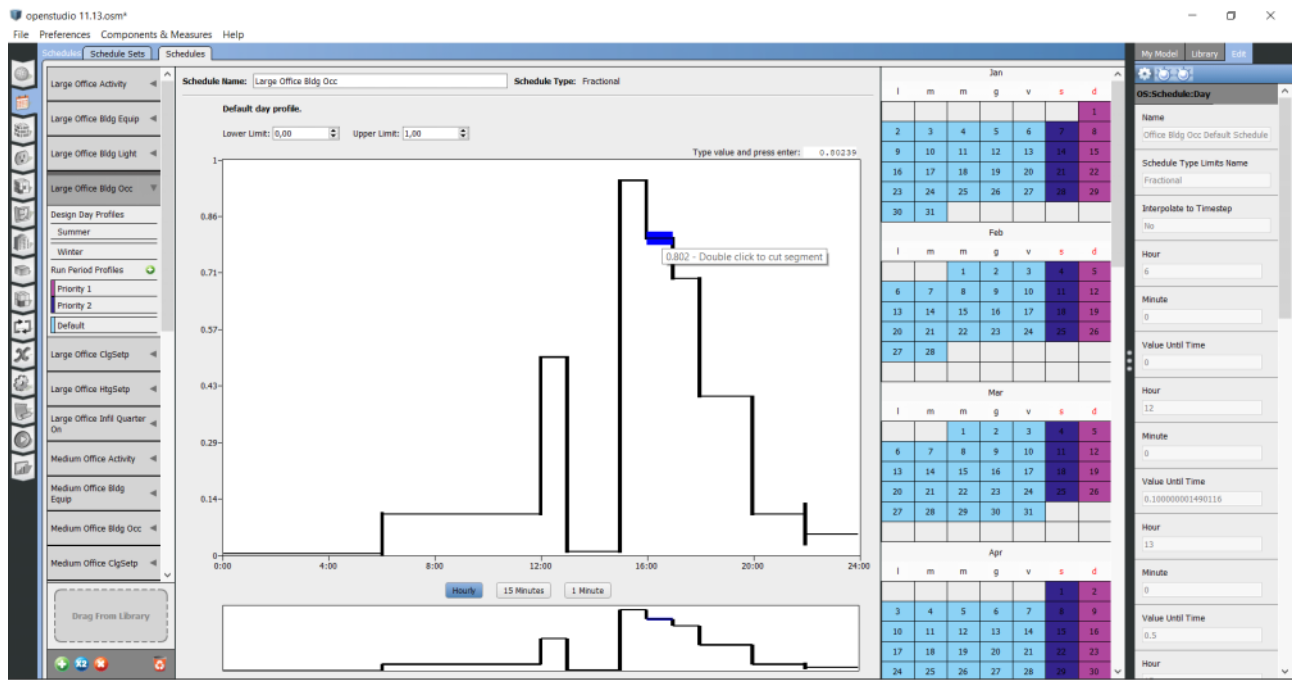 openstudio 11.13.osm*
File Preferences Components & Measures Help
Schedules Schedule Sets Schedules
My Model Library Edit
Large Office Activity
Large Office Bldg Equip
Large Office Bldg Light
Large Office Bldg Occ
Design Day Profiles
Summer
Winter
Run Period Profiles
Priority 1
Priority 2
Default
Large Office ClgSetp
Large Office HtgSetp
Large Office Infil Quarter
On
Medium Office Activity
Medium Office Bldg
Equip
Medium Office Bldg Occ
Medium Office ClgSetp
Drag From Library
X2
Schedule Name: Large Office Bldg Occ Schedule Type: Fractional
Default day profile.
Lower Limit: 0,00 Upper Limit: 1,00
Type value and press enter: 0.80239
1
0.86
0.71
0.57
0.43
0.29
0.14
0
0.802 - Double click to cut segment
0:00 4:00 8:00 12:00 16:00 20:00 24:00
Hourly 15 Minutes 1 Minute
Jan
l m m g v s d
1
2 3 4 5 6 7 8
9 10 11 12 13 14 15
16 17 18 19 20 21 22
23 24 25 26 27 28 29
30 31
Feb
l m m g v s d
1 2 3 4 5
6 7 8 9 10 11 12
13 14 15 16 17 18 19
20 21 22 23 24 25 26
27 28
Mar
l m m g v s d
1 2 3 4 5
6 7 8 9 10 11 12
13 14 15 16 17 18 19
20 21 22 23 24 25 26
27 28 29 30 31
Apr
l m m g v s d
1 2
3 4 5 6 7 8 9
10 11 12 13 14 15 16
17 18 19 20 21 22 23
24 25 26 27 28 29 30
OS:Schedule:Day
Name
Office Bldg Occ Default Schedule
Schedule Type Limits Name
Fractional
Interpolate to Timestep
No
Hour
6
Minute
0
Value Until Time
0
Hour
12
Minute
0
Value Until Time
0.100000001490116
Hour
13
Minute
0
Value Until Time
0.5
Hour